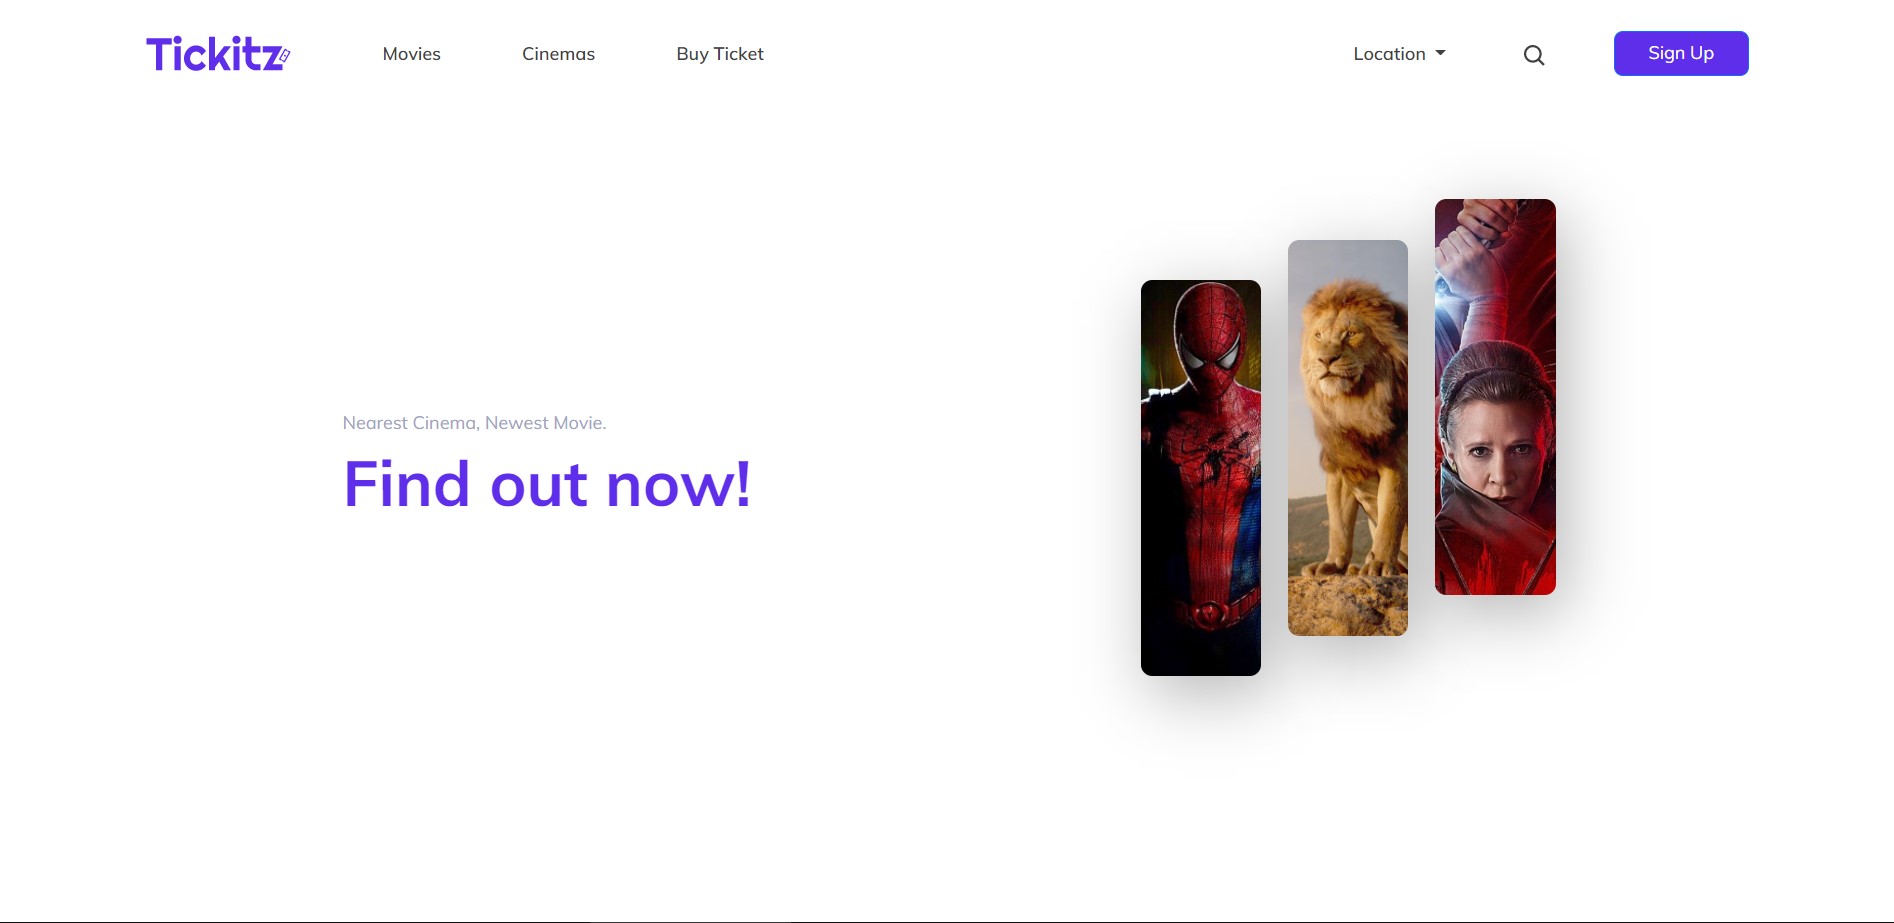 Tickitz
Movies
Cinemas
Buy Ticket
Location
Sign Up
Nearest Cinema, Newest Movie.
Find out now!